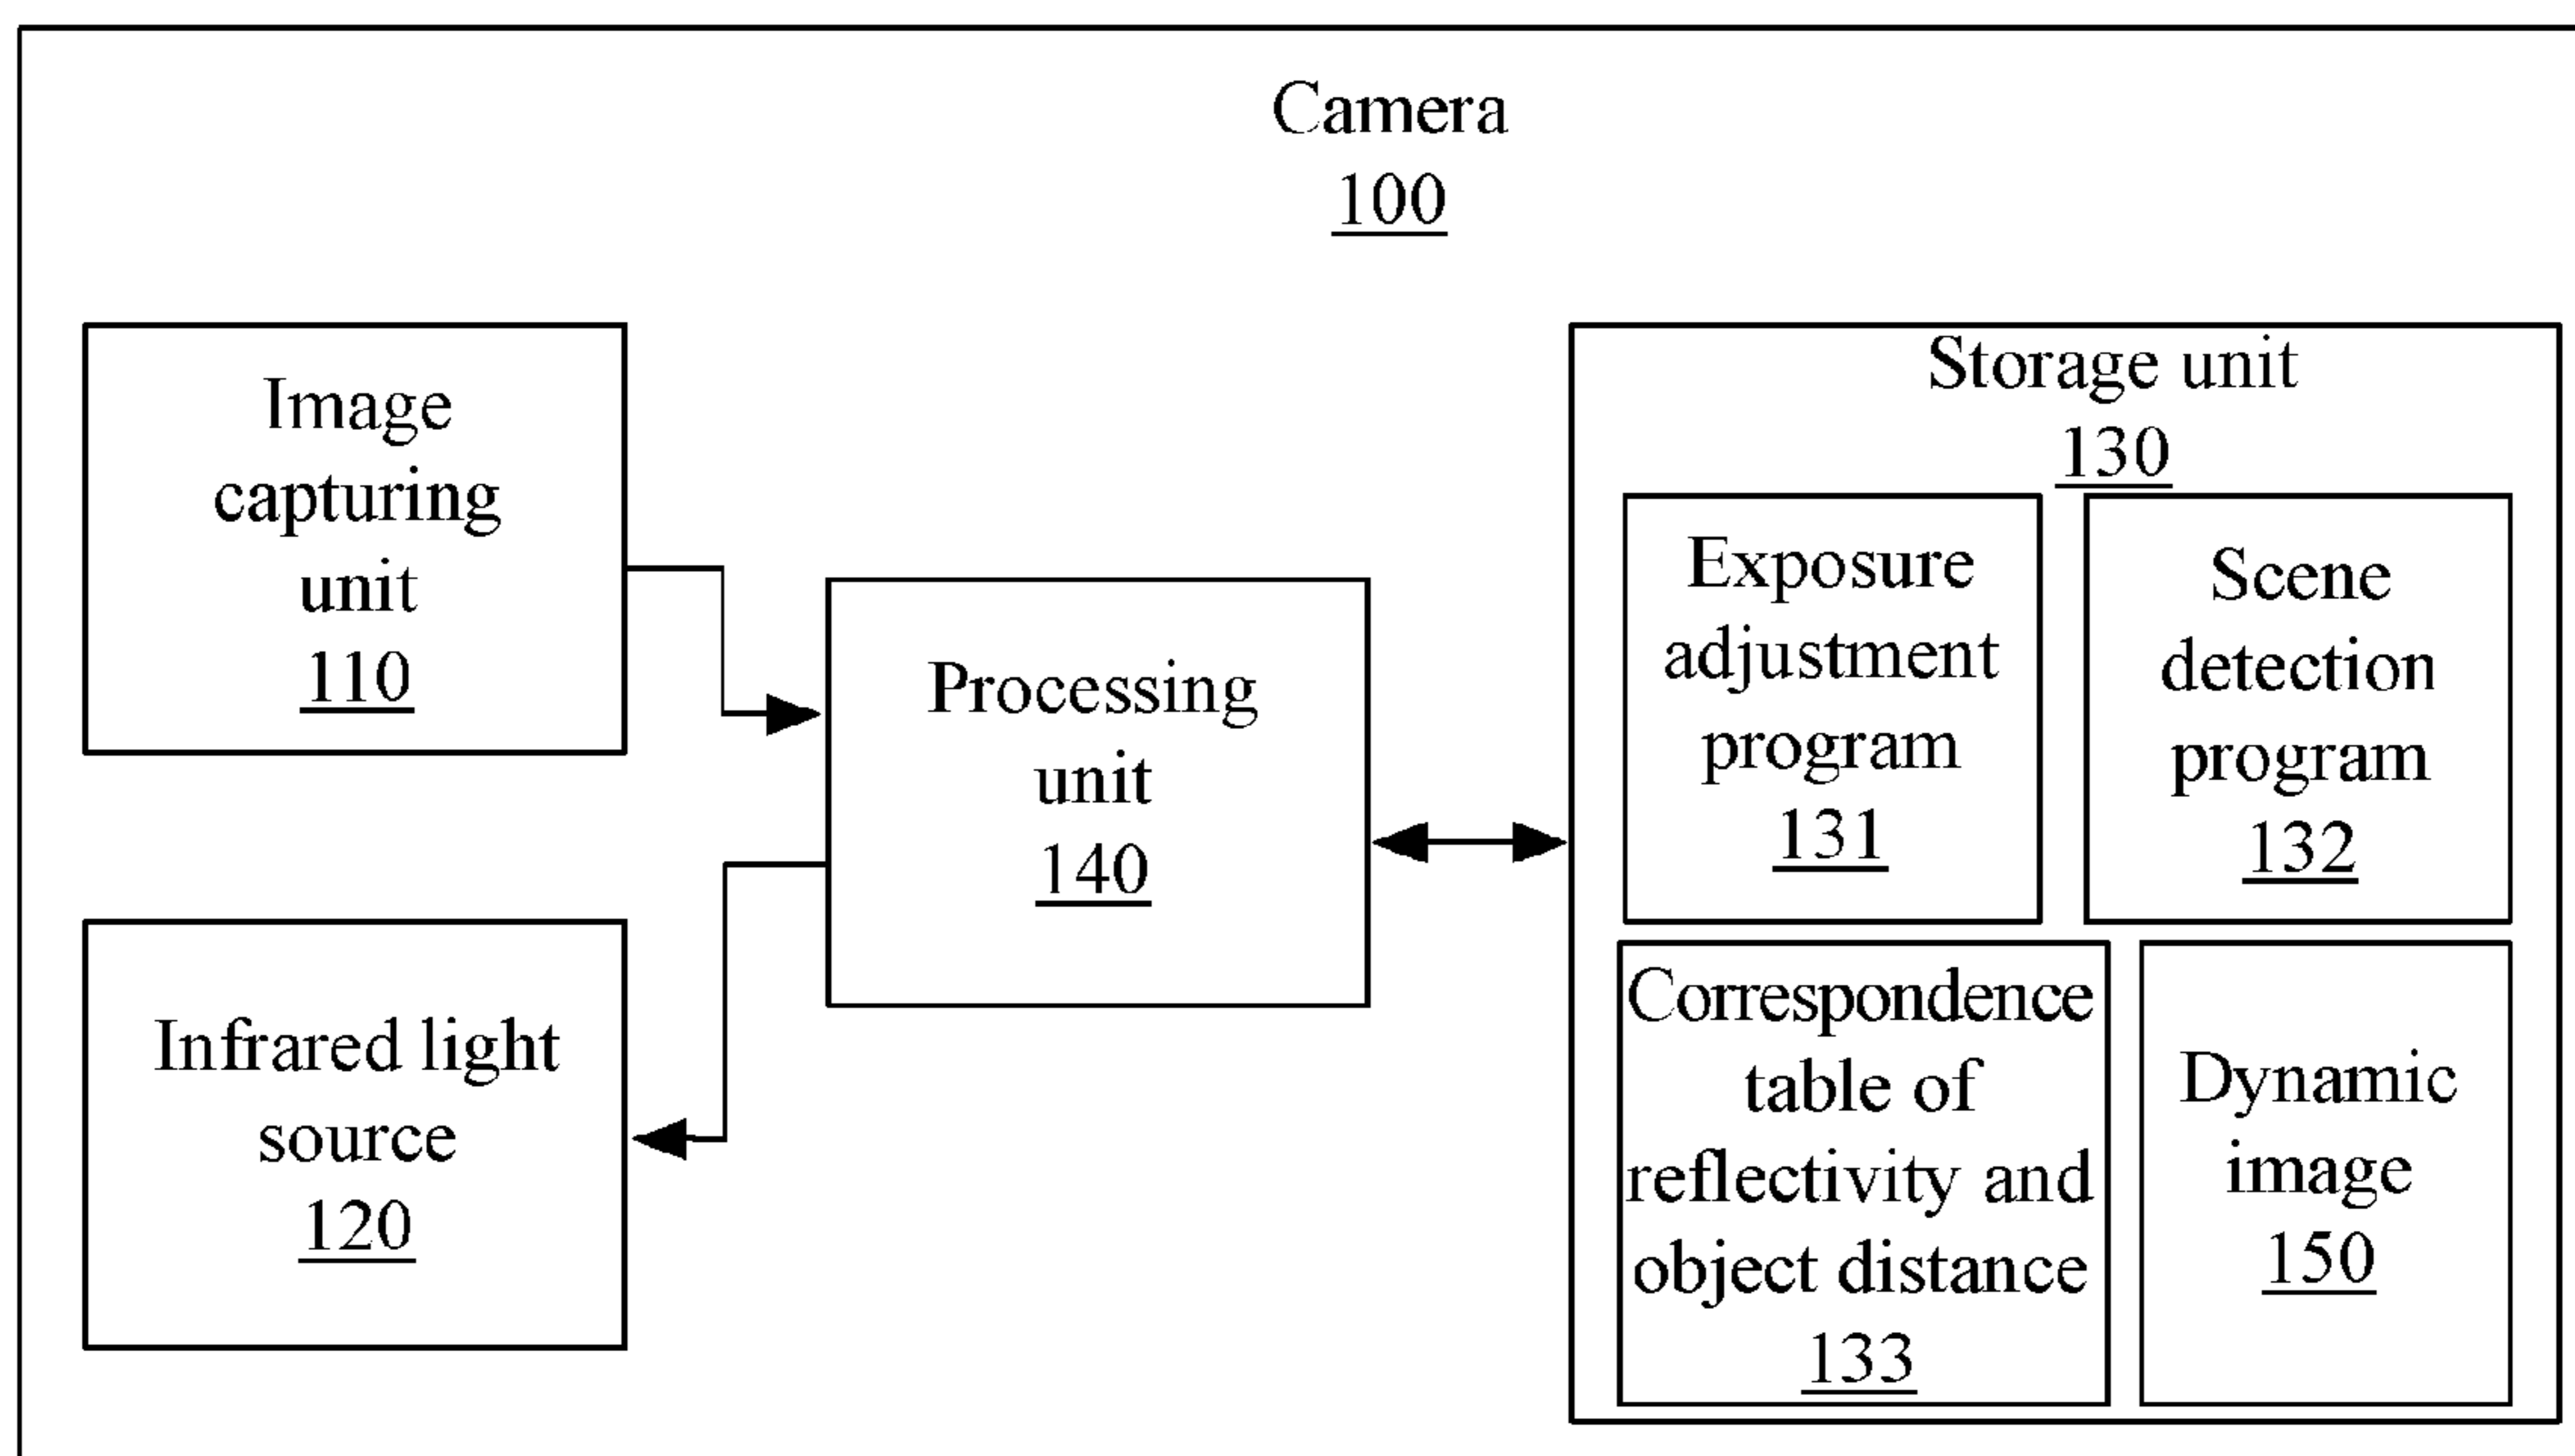 Camera
100
Image
capturing
unit
110
Infrared light
source
120
Processing
unit
140
Storage unit
130
Exposure
adjustment
program
131
Scene
detection
program
132
Correspondence
table of
reflectivity and
object distance
133
Dynamic
image
150